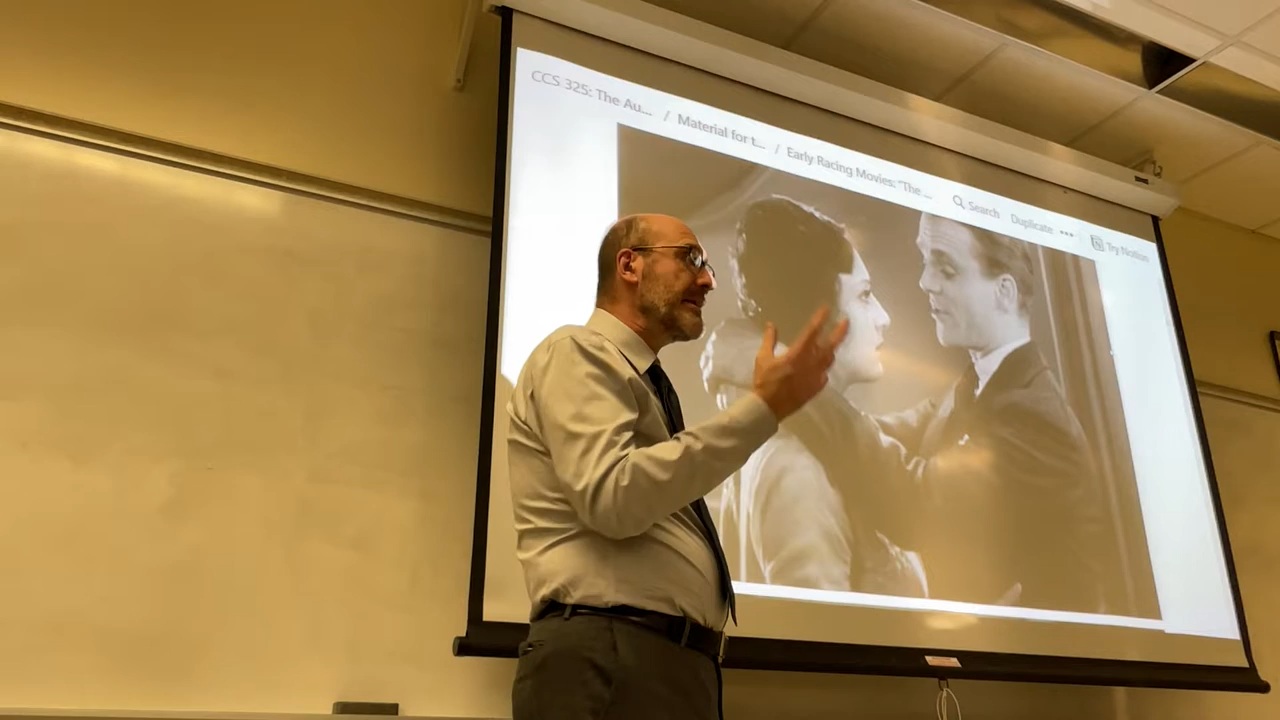 CCS 325: The Au... / Material for t... / Early Racing Movies: "The ... Search Duplicate ••• Try Notion